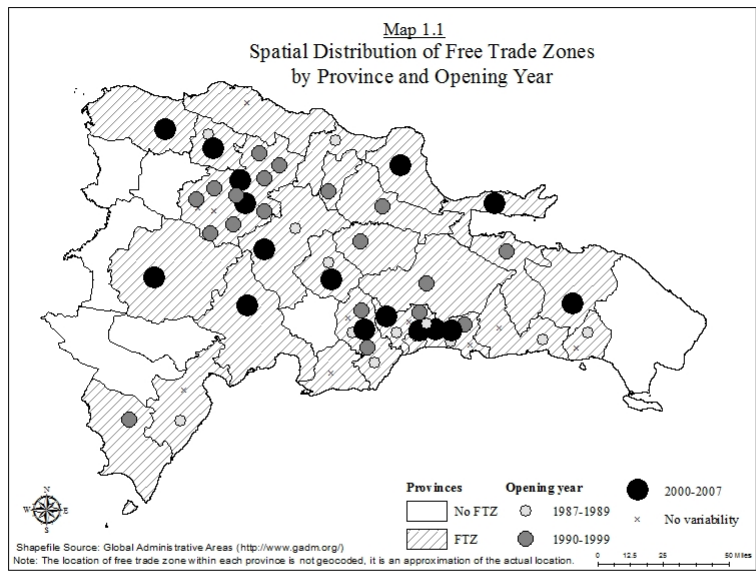 Map 1.1
Spatial Distribution of Free Trade Zones
by Province and Opening Year
N
W E
S
Provinces
No FTZ
FTZ
Opening year
1987-1989
1990-1999
2000-2007
No variability
Shapefile Source: Global Administrative Areas (http://www.gadm.org/)
Note: The location of free trade zone within each province is not geocoded, it is an approximation of the actual location.
0 12.5 25 50 Miles